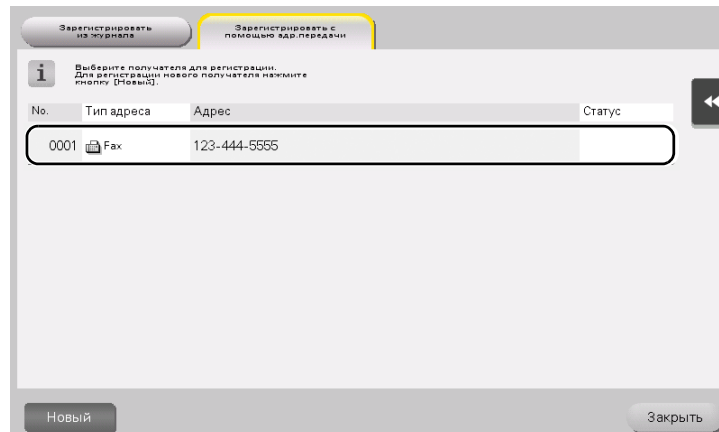 Зарегистрировать
из журнала
Зарегистрировать с
помощью адр.передачи
i
Выберите получателя для регистрации.
Для регистрации нового получателя нажмите
кнопку [Новый].
No. Тип адреса Адрес Статус
0001 Fax 123-444-5555
Новый Закрыть